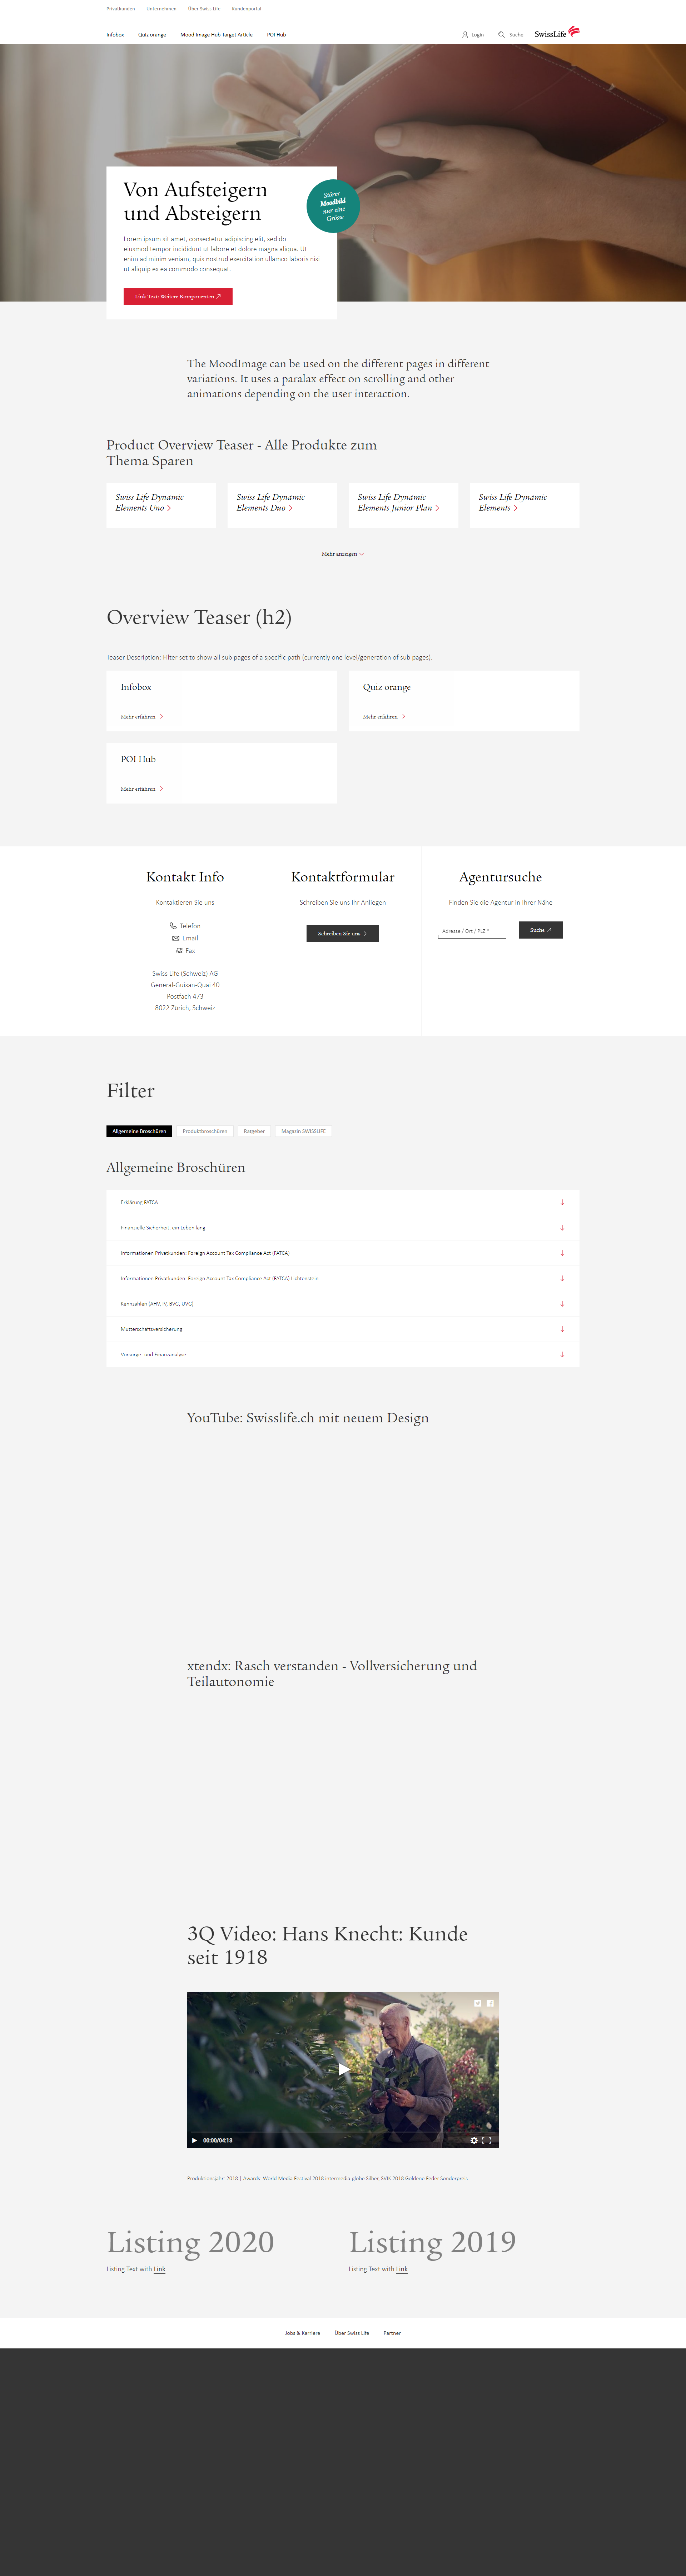 Privatkunden Unternehmen Über Swiss Life Kundenportal
Infobox Quiz orange Mood Image Hub Target Article POI Hub Login Suche SwissLife
Von Aufsteigern
und Absteigern
Störer
Moodbild
nur eine
Grösse
Lorem ipsum sit amet, consectetur adipiscing elit, sed do
eiusmod tempor incididunt ut labore et dolore magna aliqua. Ut
enim ad minim veniam, quis nostrud exercitation ullamco laboris nisi
ut aliquip ex ea commodo consequat.
Link Text: Weitere Komponenten
The MoodImage can be used on the different pages in different
variations. It uses a paralax effect on scrolling and other
animations depending on the user interaction.
Product Overview Teaser - Alle Produkte zum
Thema Sparen
Swiss Life Dynamic
Elements Uno
Swiss Life Dynamic
Elements Duo
Swiss Life Dynamic
Elements Junior Plan
Swiss Life Dynamic
Elements
Mehr anzeigen
Overview Teaser (h2)
Teaser Description: Filter set to show all sub pages of a specific path (currently one level/generation of sub pages).
Infobox
Mehr erfahren
Quiz orange
Mehr erfahren
POI Hub
Mehr erfahren
Kontakt Info
Kontaktieren Sie uns
Telefon
Email
Fax
Swiss Life (Schweiz) AG
General-Guisan-Quai 40
Postfach 473
8022 Zürich, Schweiz
Kontaktformular
Schreiben Sie uns Ihr Anliegen
Schreiben Sie uns
Agentursuche
Finden Sie die Agentur in Ihrer Nähe
Adresse / Ort / PLZ *
Suche
Filter
Allgemeine Broschüren Produktbroschüren Ratgeber Magazin SWISSLIFE
Allgemeine Broschüren
Erklärung FATCA
Finanzielle Sicherheit: ein Leben lang
Informationen Privatkunden: Foreign Account Tax Compliance Act (FATCA)
Informationen Privatkunden: Foreign Account Tax Compliance Act (FATCA) Lichtenstein
Kennzahlen (AHV, IV, BVG, UVG)
Mutterschaftsversicherung
Vorsorge- und Finanzanalyse
YouTube: Swisslife.ch mit neuem Design
xtendx: Rasch verstanden - Vollversicherung und
Teilautonomie
3Q Video: Hans Knecht: Kunde
seit 1918
00:00/04:13
Produktionsjahr: 2018 | Awards: World Media Festival 2018 intermedia-globe Silber, SVIK 2018 Goldene Feder Sonderpreis
Listing 2020
Listing Text with Link
Listing 2019
Listing Text with Link
Jobs & Karriere Über Swiss Life Partner